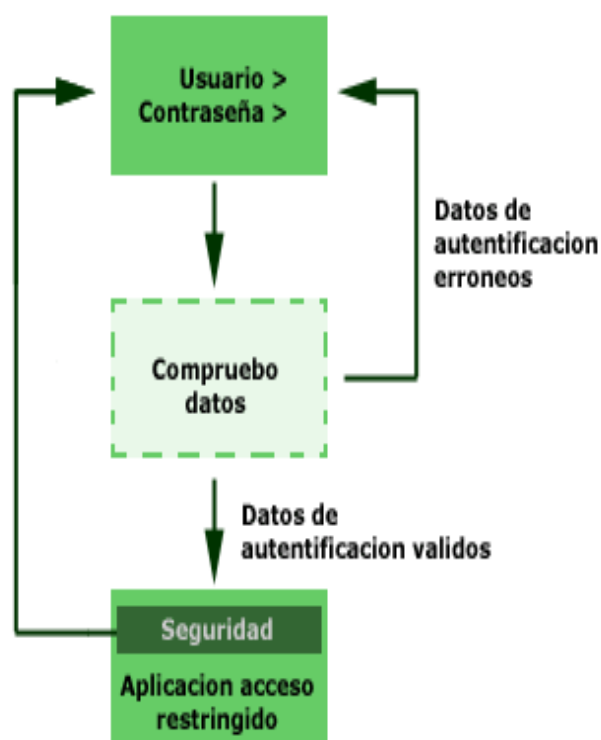 Usuario >
Contraseña >
Datos de
autentificacion
erroneos
Compruebo
datos
Datos de
autentificacion validos
Seguridad
Aplicacion acceso
restringido